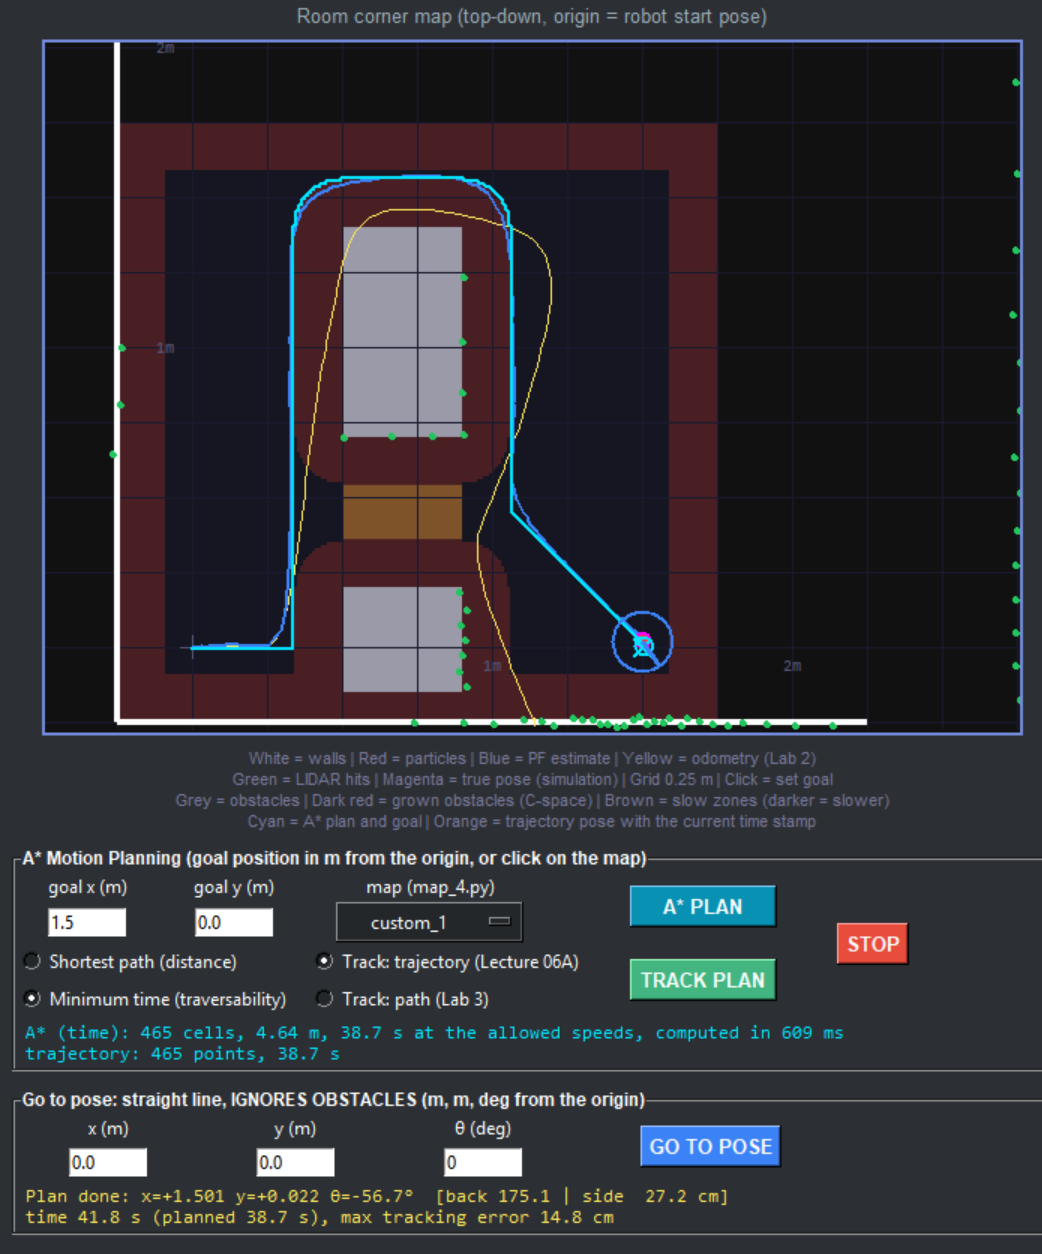 Room corner map (top-down, origin = robot start pose)
2m
1m
1m
2m
White = walls | Red = particles | Blue = PF estimate | Yellow = odometry (Lab 2)
Green = LIDAR hits | Magenta = true pose (simulation) | Grid 0.25 m | Click = set goal
Grey = obstacles | Dark red = grown obstacles (C-space) | Brown = slow zones (darker = slower)
Cyan = A* plan and goal | Orange = trajectory pose with the current time stamp
A* Motion Planning (goal position in m from the origin, or click on the map)
goal x (m) goal y (m) map (map_4.py)
1.5 0.0 custom_1 A* PLAN
STOP
Shortest path (distance) Track: trajectory (Lecture 06A)
TRACK PLAN
Minimum time (traversability) Track: path (Lab 3)
A* (time): 465 cells, 4.64 m, 38.7 s at the allowed speeds, computed in 609 ms
trajectory: 465 points, 38.7 s
Go to pose: straight line, IGNORES OBSTACLES (m, m, deg from the origin)
x (m) y (m) θ (deg)
0.0 0.0 0 GO TO POSE
Plan done: x=+1.501 y=+0.022 θ=-56.7° [back 175.1 | side 27.2 cm]
time 41.8 s (planned 38.7 s), max tracking error 14.8 cm